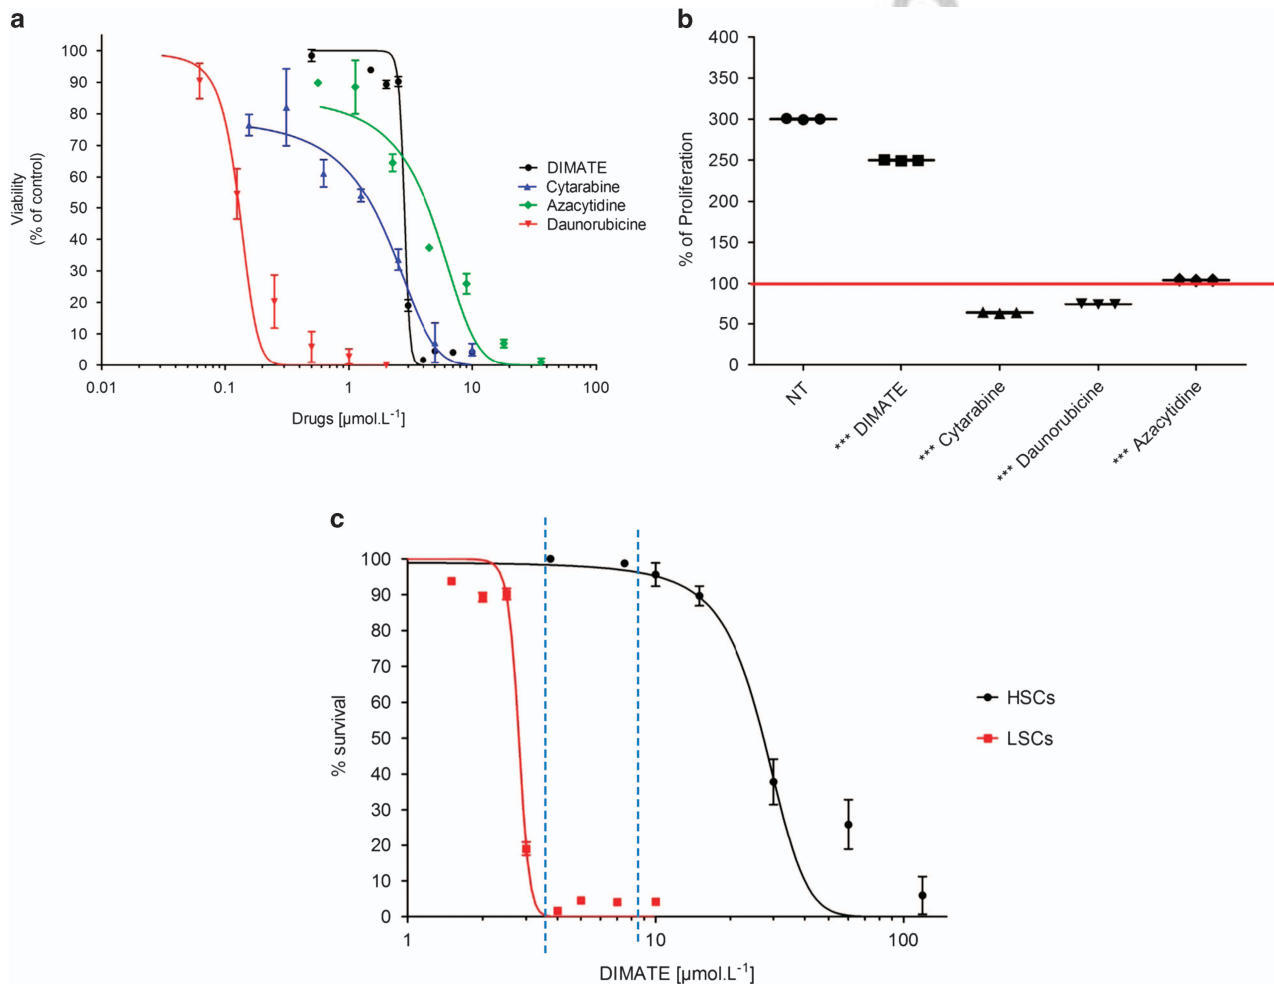 a
100
90
80
70
60
50
40
30
20
10
0
Viability
(% of control)
0.01
0.1
1
10
100
Drugs [µmol.L-1]
DIMATE
Cytarabine
Azacytidine
Daunorubicine
b
400
350
300
250
200
150
100
50
0
% of Proliferation
NT
*** DIMATE
*** Cytarabine
*** Daunorubicine
*** Azacytidine
c
100
90
80
70
60
50
40
30
20
10
0
% survival
1
10
100
DIMATE [µmol.L-1]
HSCs
LSCs